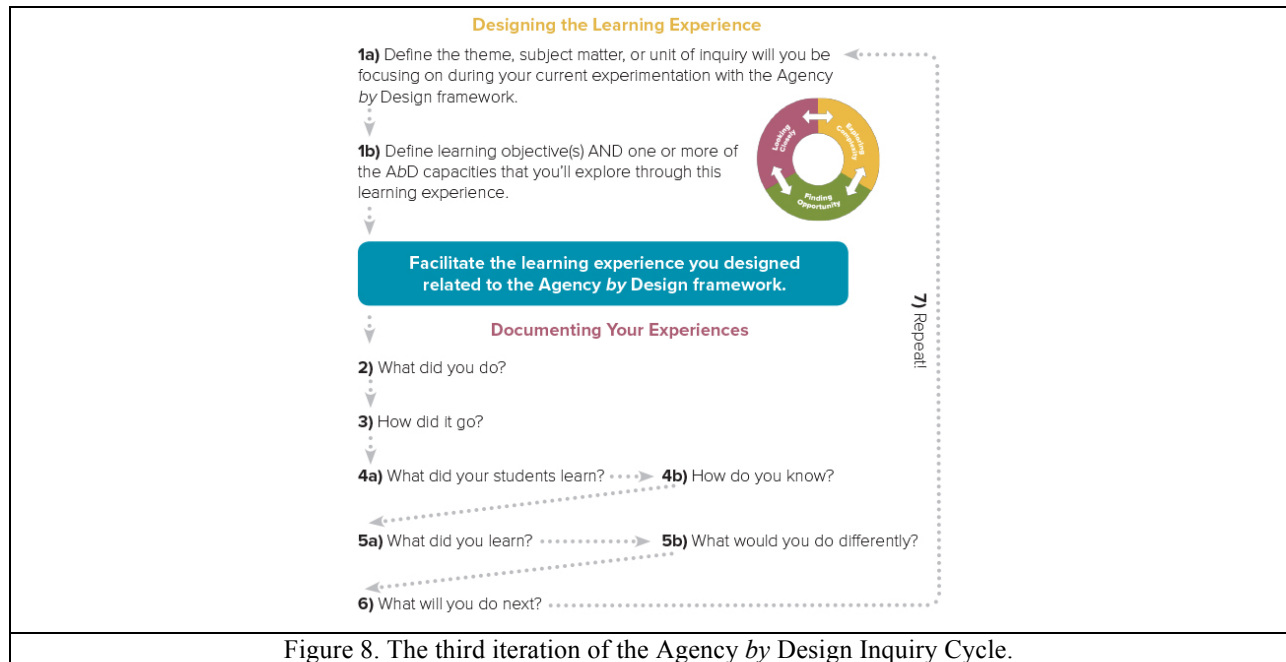 Designing the Learning Experience
1a) Define the theme, subject matter, or unit of inquiry will you be
focusing on during your current experimentation with the Agency
by Design framework.
Looking
Closely
Exploring
Complexity
Finding
Opportunity
1b) Define learning objective(s) AND one or more of
the AbD capacities that you'll explore through this
learning experience.
Facilitate the learning experience you designed
related to the Agency by Design framework.
7) Repeat!
Documenting Your Experiences
2) What did you do?
3) How did it go?
4a) What did your students learn? 4b) How do you know?
5a) What did you learn? 5b) What would you do differently?
6) What will you do next?
Figure 8. The third iteration of the Agency by Design Inquiry Cycle.